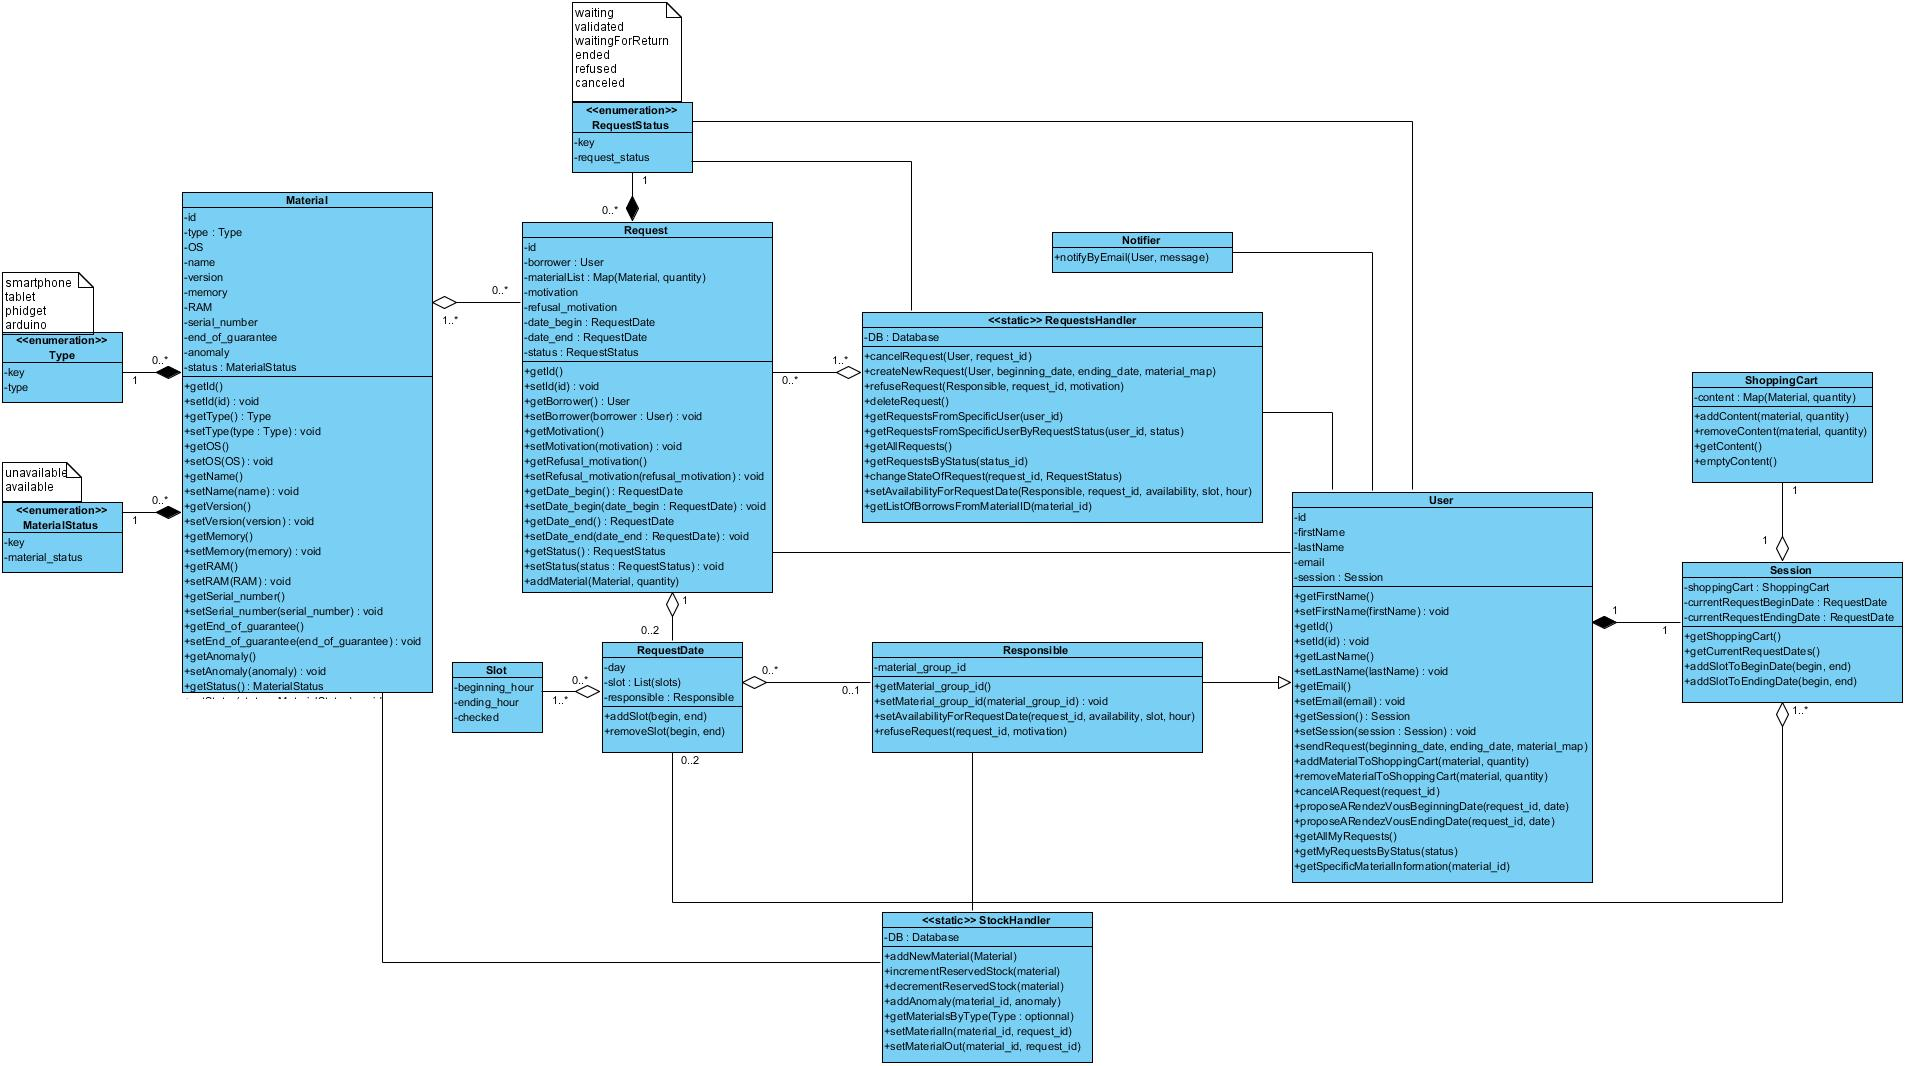 waiting
validated
waitingForReturn
ended
refused
canceled
<<enumeration>>
RequestStatus
-key
-request_status
1
0..*
Material
-id
-type : Type
-OS
-name
-version
-memory
-RAM
-serial_number
-end_of_guarantee
-anomaly
-status : MaterialStatus
+getId()
+setId(id) : void
+getType() : Type
+setType(type : Type) : void
+getOS()
+setOS(OS) : void
+getName()
+setName(name) : void
+getVersion()
+setVersion(version) : void
+getMemory()
+setMemory(memory) : void
+getRAM()
+setRAM(RAM) : void
+getSerial_number()
+setSerial_number(serial_number) : void
+getEnd_of_guarantee()
+setEnd_of_guarantee(end_of_guarantee) : void
+getAnomaly()
+setAnomaly(anomaly) : void
+getStatus() : MaterialStatus
smartphone
tablet
phidget
arduino
<<enumeration>>
Type
-key
-type
0..*
1
unavailable
available
<<enumeration>>
MaterialStatus
-key
-material_status
0..*
1
0..*
1..*
Request
-id
-borrower : User
-materialList : Map(Material, quantity)
-motivation
-refusal_motivation
-date_begin : RequestDate
-date_end : RequestDate
-status : RequestStatus
+getId()
+setId(id) : void
+getBorrower() : User
+setBorrower(borrower : User) : void
+getMotivation()
+setMotivation(motivation) : void
+getRefusal_motivation()
+setRefusal_motivation(refusal_motivation) : void
+getDate_begin() : RequestDate
+setDate_begin(date_begin : RequestDate) : void
+getDate_end() : RequestDate
+setDate_end(date_end : RequestDate) : void
+getStatus() : RequestStatus
+setStatus(status : RequestStatus) : void
+addMaterial(Material, quantity)
1..*
0..*
Notifier
+notifyByEmail(User, message)
<<static>> RequestsHandler
-DB : Database
+cancelRequest(User, request_id)
+createNewRequest(User, beginning_date, ending_date, material_map)
+refuseRequest(Responsible, request_id, motivation)
+deleteRequest()
+getRequestsFromSpecificUser(user_id)
+getRequestsFromSpecificUserByRequestStatus(user_id, status)
+getAllRequests()
+getRequestsByStatus(status_id)
+changeStateOfRequest(request_id, RequestStatus)
+setAvailabilityForRequestDate(Responsible, request_id, availability, slot, hour)
+getListOfBorrowsFromMaterialID(material_id)
ShoppingCart
-content : Map(Material, quantity)
+addContent(material, quantity)
+removeContent(material, quantity)
+getContent()
+emptyContent()
1
1
User
-id
-firstName
-lastName
-email
-session : Session
+getFirstName()
+setFirstName(firstName) : void
+getId()
+setId(id) : void
+getLastName()
+setLastName(lastName) : void
+getEmail()
+setEmail(email) : void
+getSession() : Session
+setSession(session : Session) : void
+sendRequest(beginning_date, ending_date, material_map)
+addMaterialToShoppingCart(material, quantity)
+removeMaterialToShoppingCart(material, quantity)
+cancelARequest(request_id)
+proposeARendezVousBeginningDate(request_id, date)
+proposeARendezVousEndingDate(request_id, date)
+getAllMyRequests()
+getMyRequestsByStatus(status)
+getSpecificMaterialInformation(material_id)
1
1
Session
-shoppingCart : ShoppingCart
-currentRequestBeginDate : RequestDate
-currentRequestEndingDate : RequestDate
+getShoppingCart()
+getCurrentRequestDates()
+addSlotToBeginDate(begin, end)
+addSlotToEndingDate(begin, end)
1..*
1
0..2
Slot
-beginning_hour
-ending_hour
-checked
0..*
1..*
RequestDate
-day
-slot : List(slots)
-responsible : Responsible
+addSlot(begin, end)
+removeSlot(begin, end)
0..2
0..*
0..1
Responsible
-material_group_id
+getMaterial_group_id()
+setMaterial_group_id(material_group_id) : void
+setAvailabilityForRequestDate(request_id, availability, slot, hour)
+refuseRequest(request_id, motivation)
<<static>> StockHandler
-DB : Database
+addNewMaterial(Material)
+incrementReservedStock(material)
+decrementReservedStock(material)
+addAnomaly(material_id, anomaly)
+getMaterialsByType(Type : optionnal)
+setMaterialIn(material_id, request_id)
+setMaterialOut(material_id, request_id)